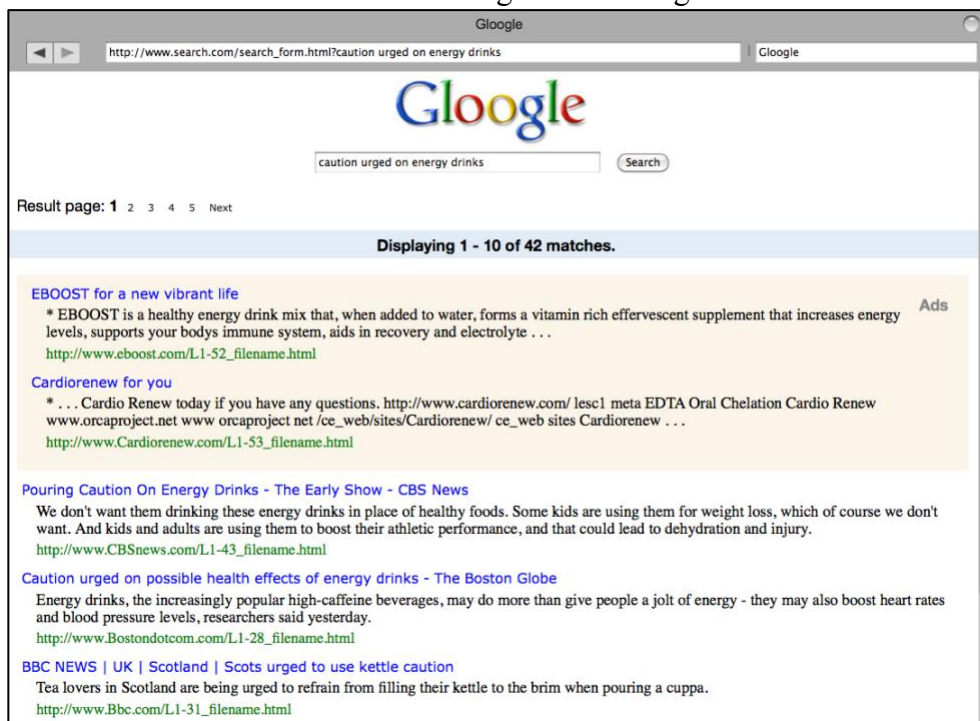 Gloogle
http://www.search.com/search_form.html?caution urged on energy drinks
Gloogle
Gloogle
caution urged on energy drinks Search
Result page: 1 2 3 4 5 Next
Displaying 1 - 10 of 42 matches.
EBOOST for a new vibrant life
Ads
* EBOOST is a healthy energy drink mix that, when added to water, forms a vitamin rich effervescent supplement that increases energy
levels, supports your bodys immune system, aids in recovery and electrolyte . . .
http://www.eboost.com/L1-52_filename.html
Cardiorenew for you
* . . . Cardio Renew today if you have any questions. http://www.cardiorenew.com/ lesc1 meta EDTA Oral Chelation Cardio Renew
www.orcaproject.net www orcaproject net /ce_web/sites/Cardiorenew/ ce_web sites Cardiorenew . . .
http://www.Cardiorenew.com/L1-53_filename.html
Pouring Caution On Energy Drinks - The Early Show - CBS News
We don't want them drinking these energy drinks in place of healthy foods. Some kids are using them for weight loss, which of course we don't
want. And kids and adults are using them to boost their athletic performance, and that could lead to dehydration and injury.
http://www.CBSnews.com/L1-43_filename.html
Caution urged on possible health effects of energy drinks - The Boston Globe
Energy drinks, the increasingly popular high-caffeine beverages, may do more than give people a jolt of energy - they may also boost heart rates
and blood pressure levels, researchers said yesterday.
http://www.Bostondotcom.com/L1-28_filename.html
BBC NEWS | UK | Scotland | Scots urged to use kettle caution
Tea lovers in Scotland are being urged to refrain from filling their kettle to the brim when pouring a cuppa.
http://www.Bbc.com/L1-31_filename.html